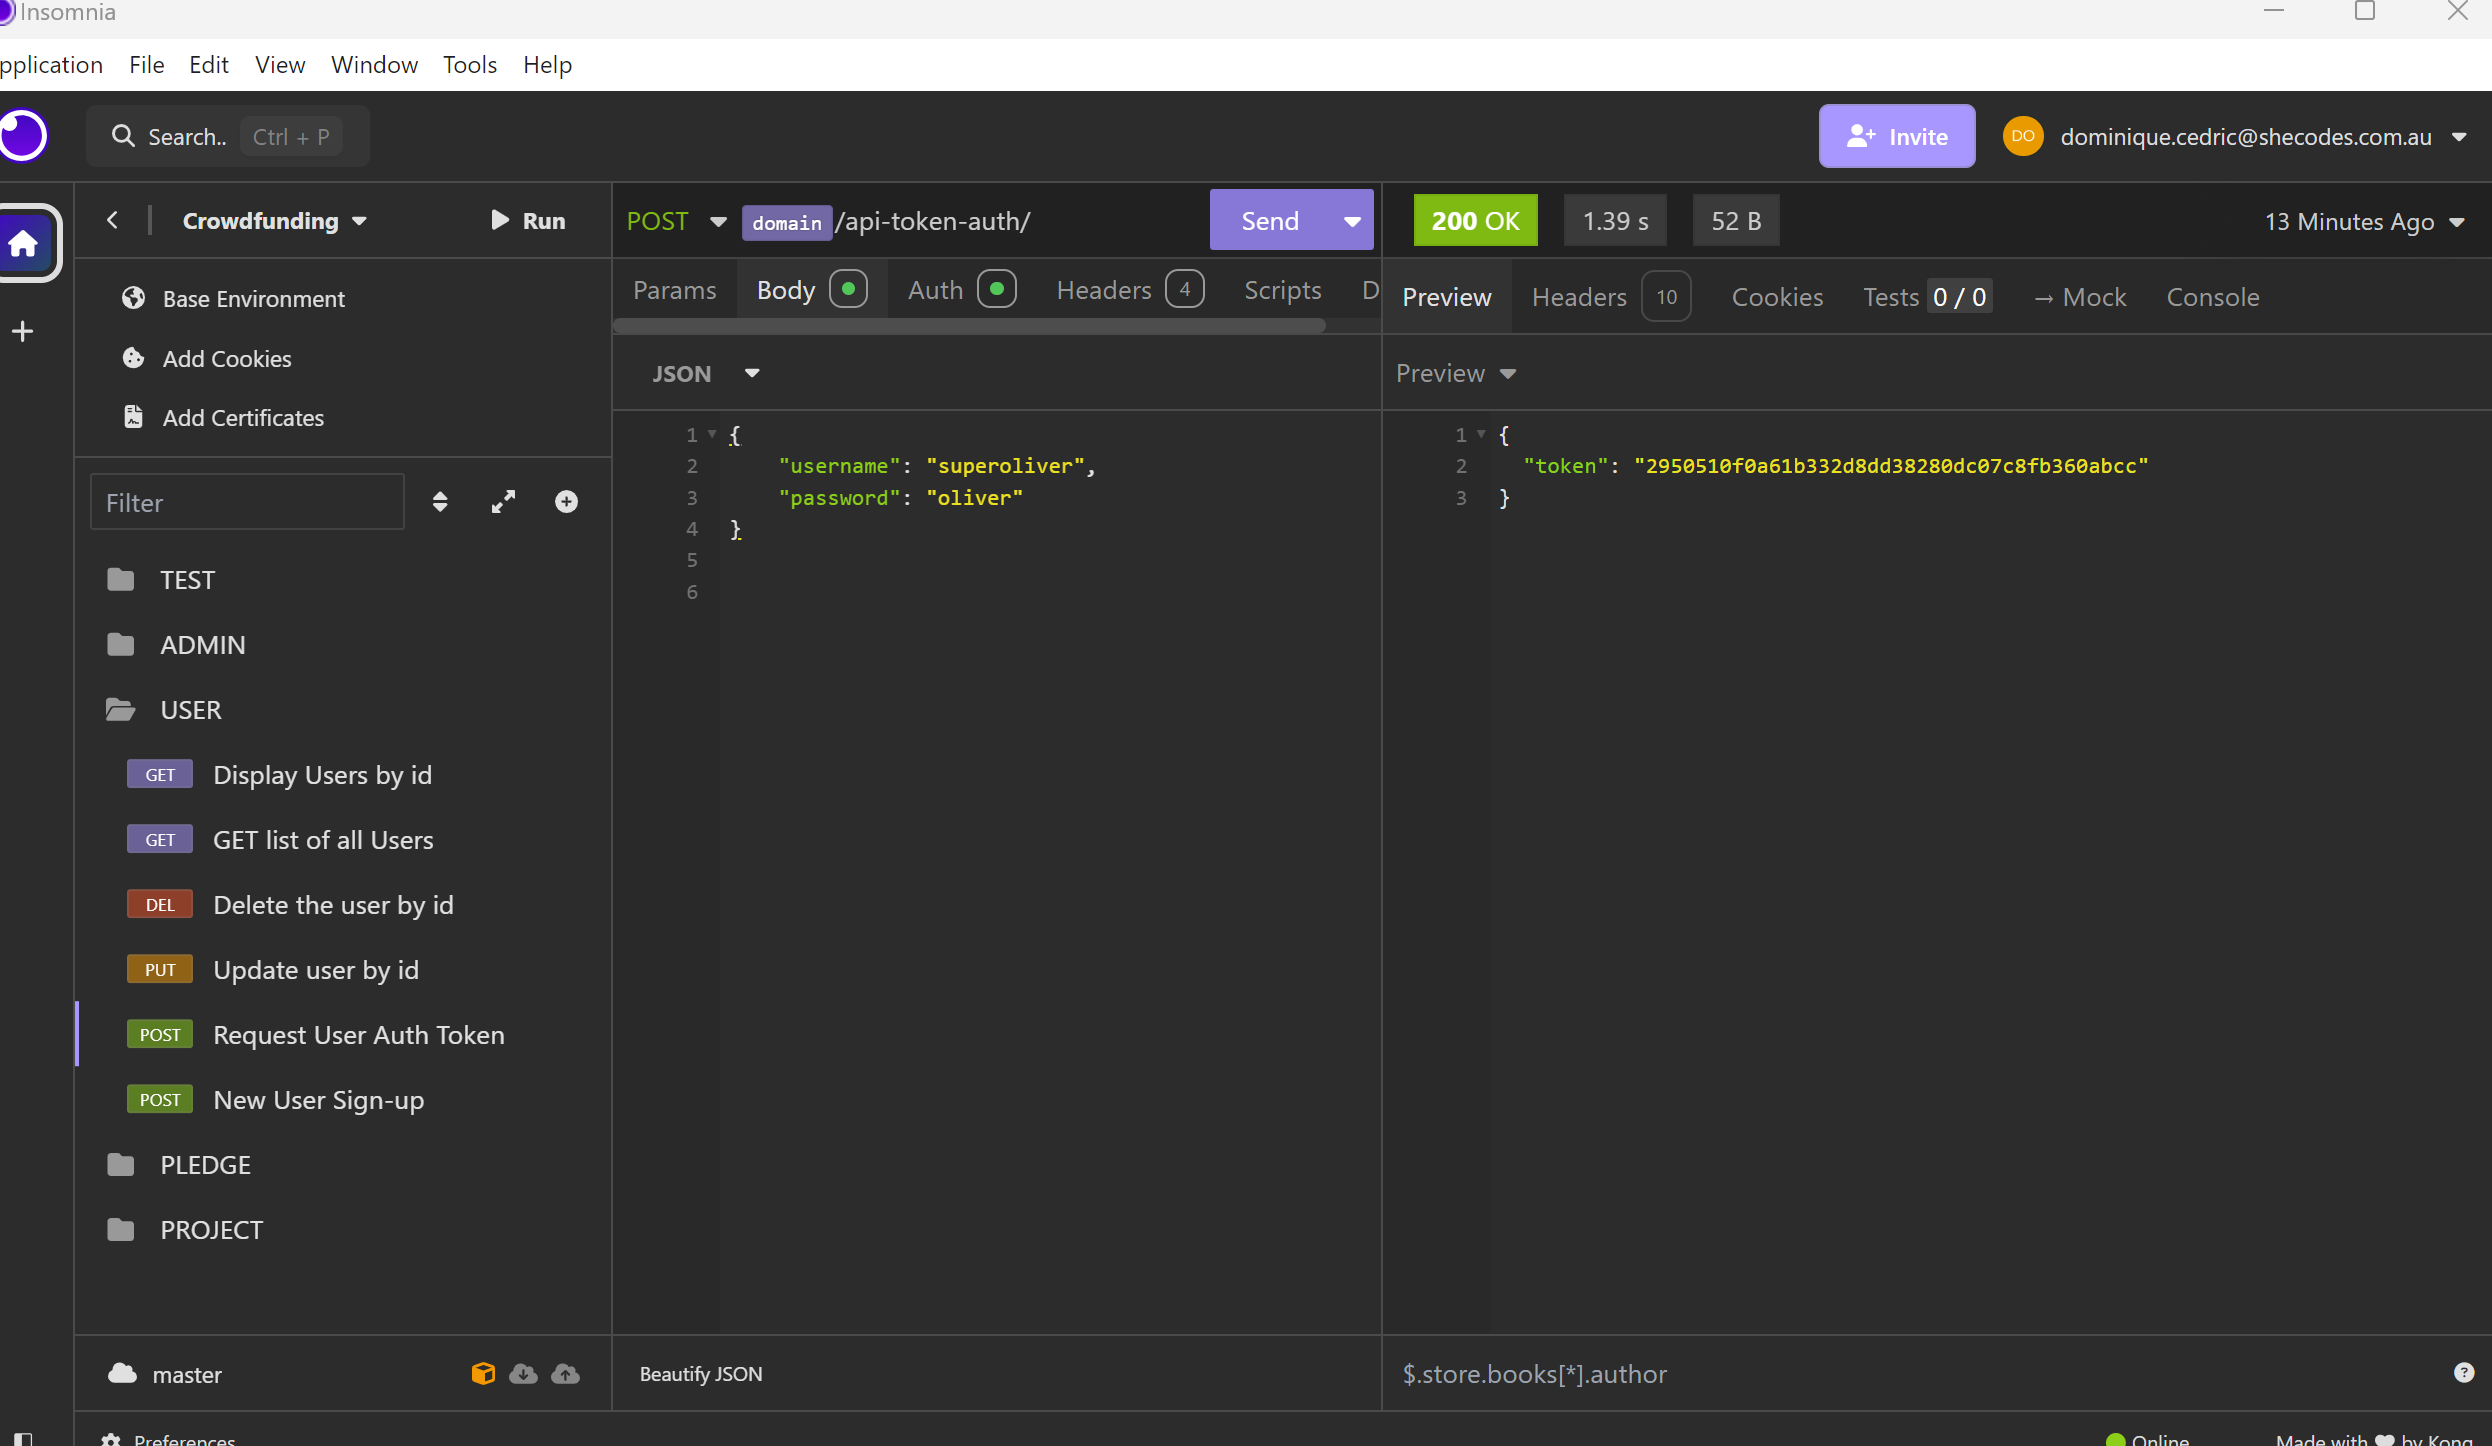 Insomnia
pplication File Edit View Window Tools Help
Search.. Ctrl + P
Invite
DO dominique.cedric@shecodes.com.au
Crowdfunding
Run
POST domain /api-token-auth/
Send
200 OK 1.39 s 52 B
13 Minutes Ago
Base Environment
Add Cookies
Add Certificates
Filter
TEST
ADMIN
USER
GET Display Users by id
GET GET list of all Users
DEL Delete the user by id
PUT Update user by id
POST Request User Auth Token
POST New User Sign-up
PLEDGE
PROJECT
master
Preferences
Params Body Auth Headers 4 Scripts D
JSON
1 {
2 "username": "superoliver",
3 "password": "oliver"
4 }
5
6
Beautify JSON
Preview Headers 10 Cookies Tests 0 / 0 → Mock Console
Preview
1 {
2 "token": "2950510f0a61b332d8dd38280dc07c8fb360abcc"
3 }
$.store.books[*].author
?
Online
Made with ♥ by Kong